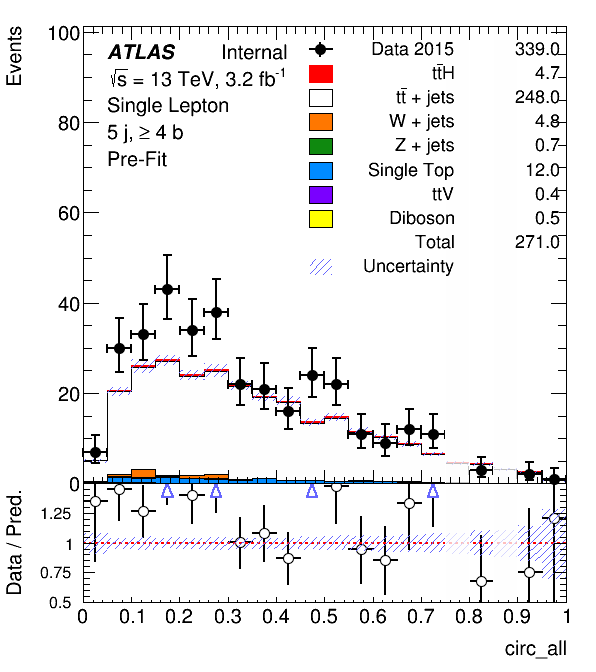 Events
100
80
60
40
20
0
ATLAS Internal
√s = 13 TeV, 3.2 fb-1
Single Lepton
5 j, ≥ 4 b
Pre-Fit
Data 2015 339.0
tt̄H 4.7
tt̄ + jets 248.0
W + jets 4.8
Z + jets 0.7
Single Top 12.0
ttV 0.4
Diboson 0.5
Total 271.0
Uncertainty
Data / Pred.
1.25
1
0.75
0.5
0 0.1 0.2 0.3 0.4 0.5 0.6 0.7 0.8 0.9 1
circ_all